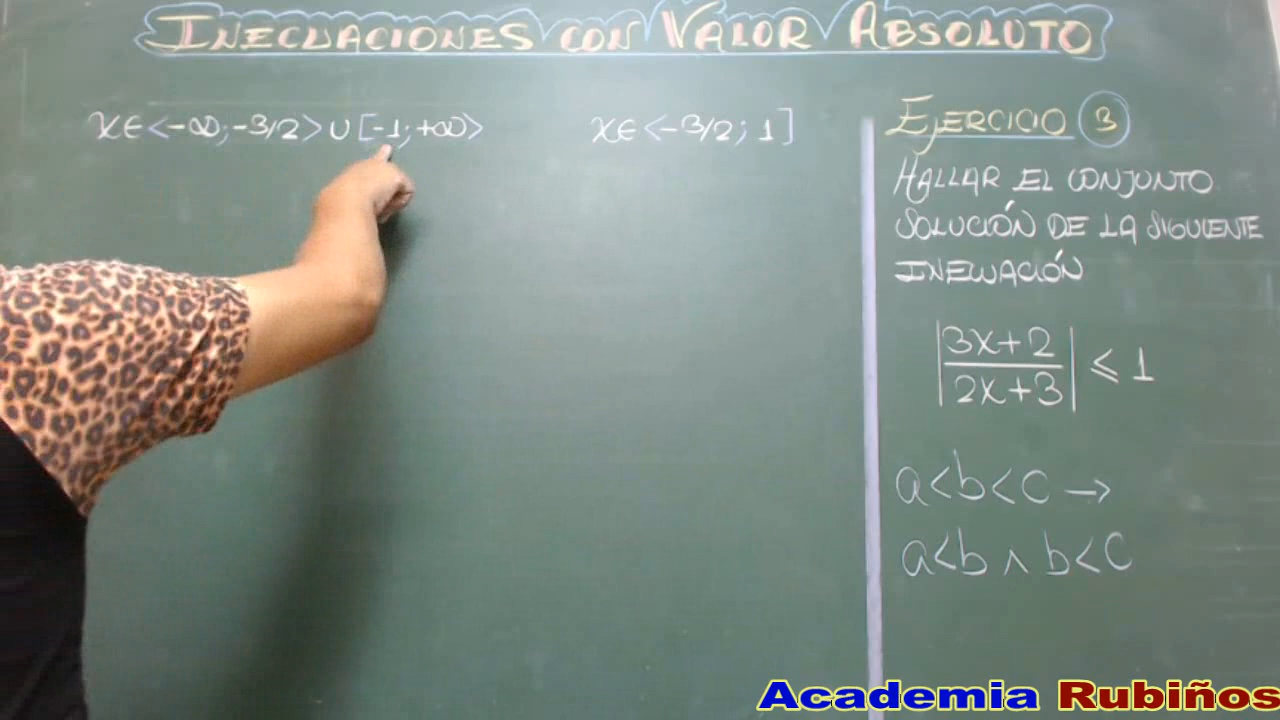 INECUACIONES CON VALOR ABSOLUTO
x∈<-∞;-3/2>∪[-1;+∞>
x∈<-3/2;1]
EJERCICIO 3
HALLAR EL CONJUNTO
SOLUCIÓN DE LA SIGUIENTE
INECUACIÓN
|3x+2
2x+3| ≤ 1
a<b<c →
a<b ∧ b<c
Academia Rubiños